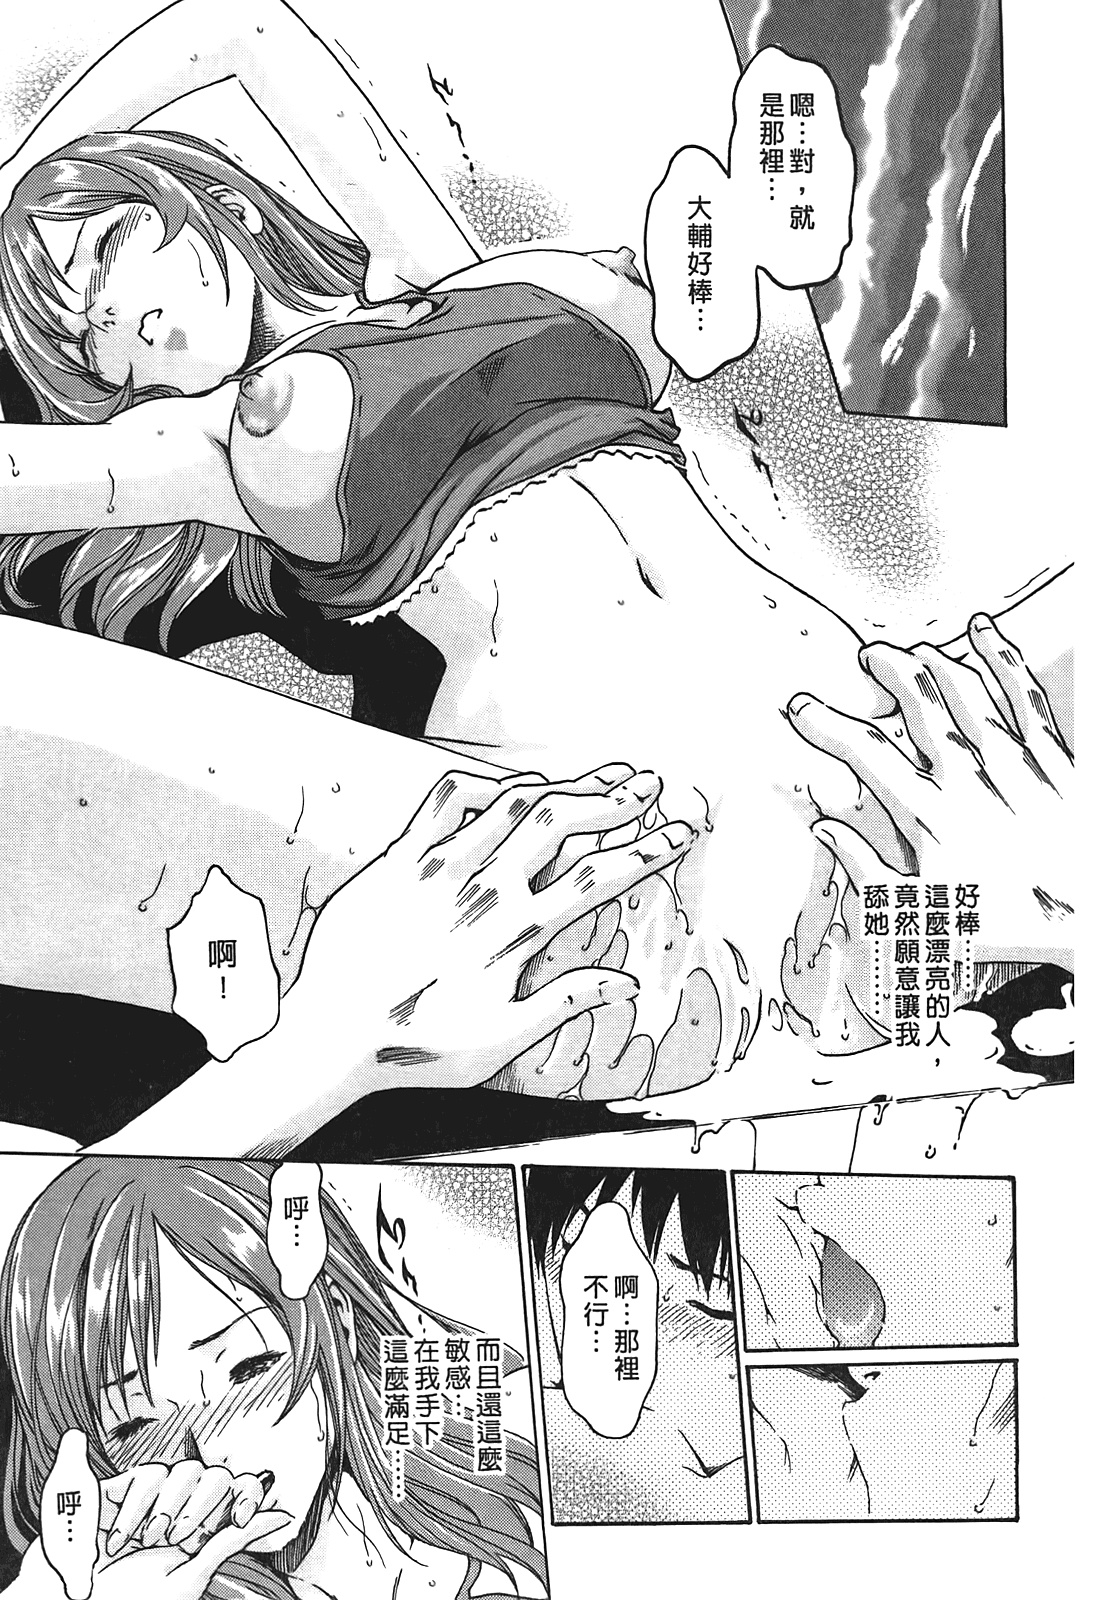 嗯…對，就
是那裡…
大輔好棒…
好棒……
這麼漂亮的人，
竟然願意讓我
舔她………
啊！
啊…那裡
不行…
呼…
而且還這麼
敏感…
在我手下
這麼滿足……
呼…